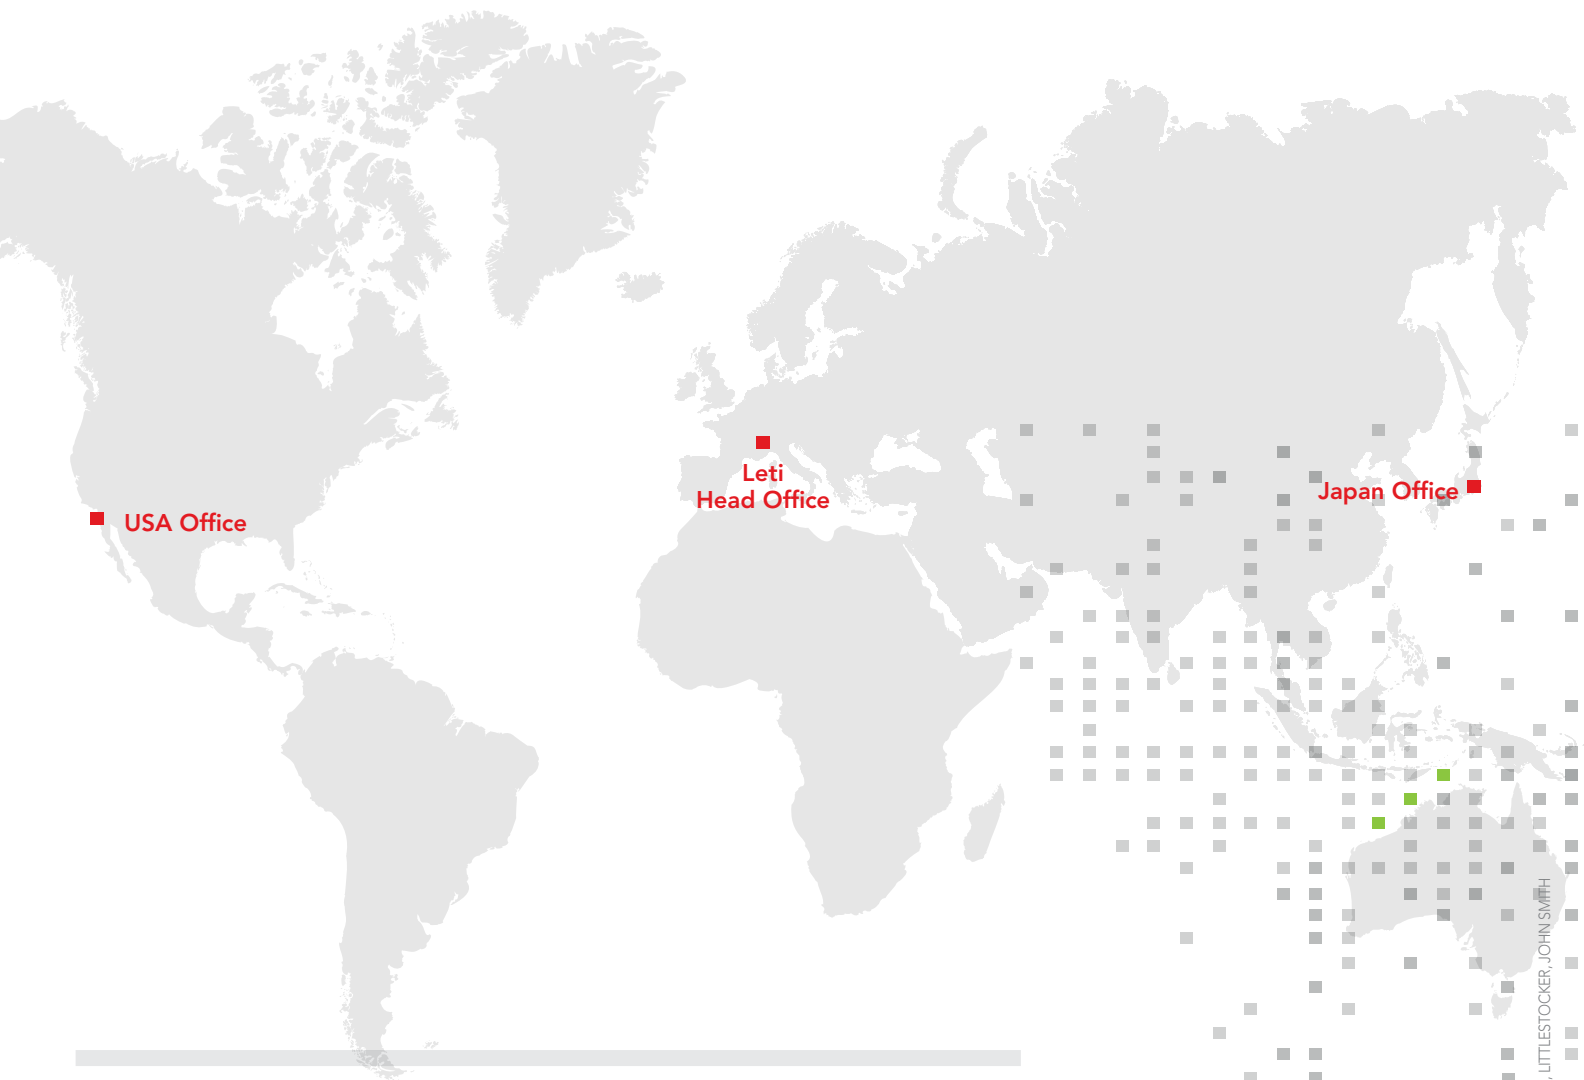 Leti
Head Office
Japan Office
USA Office
, LITTLESTOCKER, JOHN SMITH